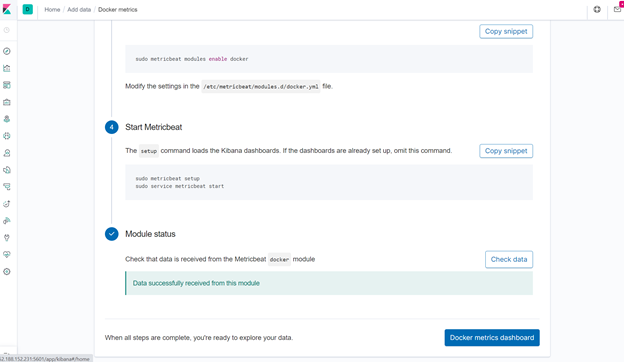 D Home / Add data / Docker metrics
Copy snippet
sudo metricbeat modules enable docker
Modify the settings in the /etc/metricbeat/modules.d/docker.yml file.
4 Start Metricbeat
The setup command loads the Kibana dashboards. If the dashboards are already set up, omit this command.
Copy snippet
sudo metricbeat setup
sudo service metricbeat start
Module status
Check that data is received from the Metricbeat docker module
Check data
Data successfully received from this module
When all steps are complete, you're ready to explore your data.
Docker metrics dashboard
52.188.152.231:5601/app/kibana#/home